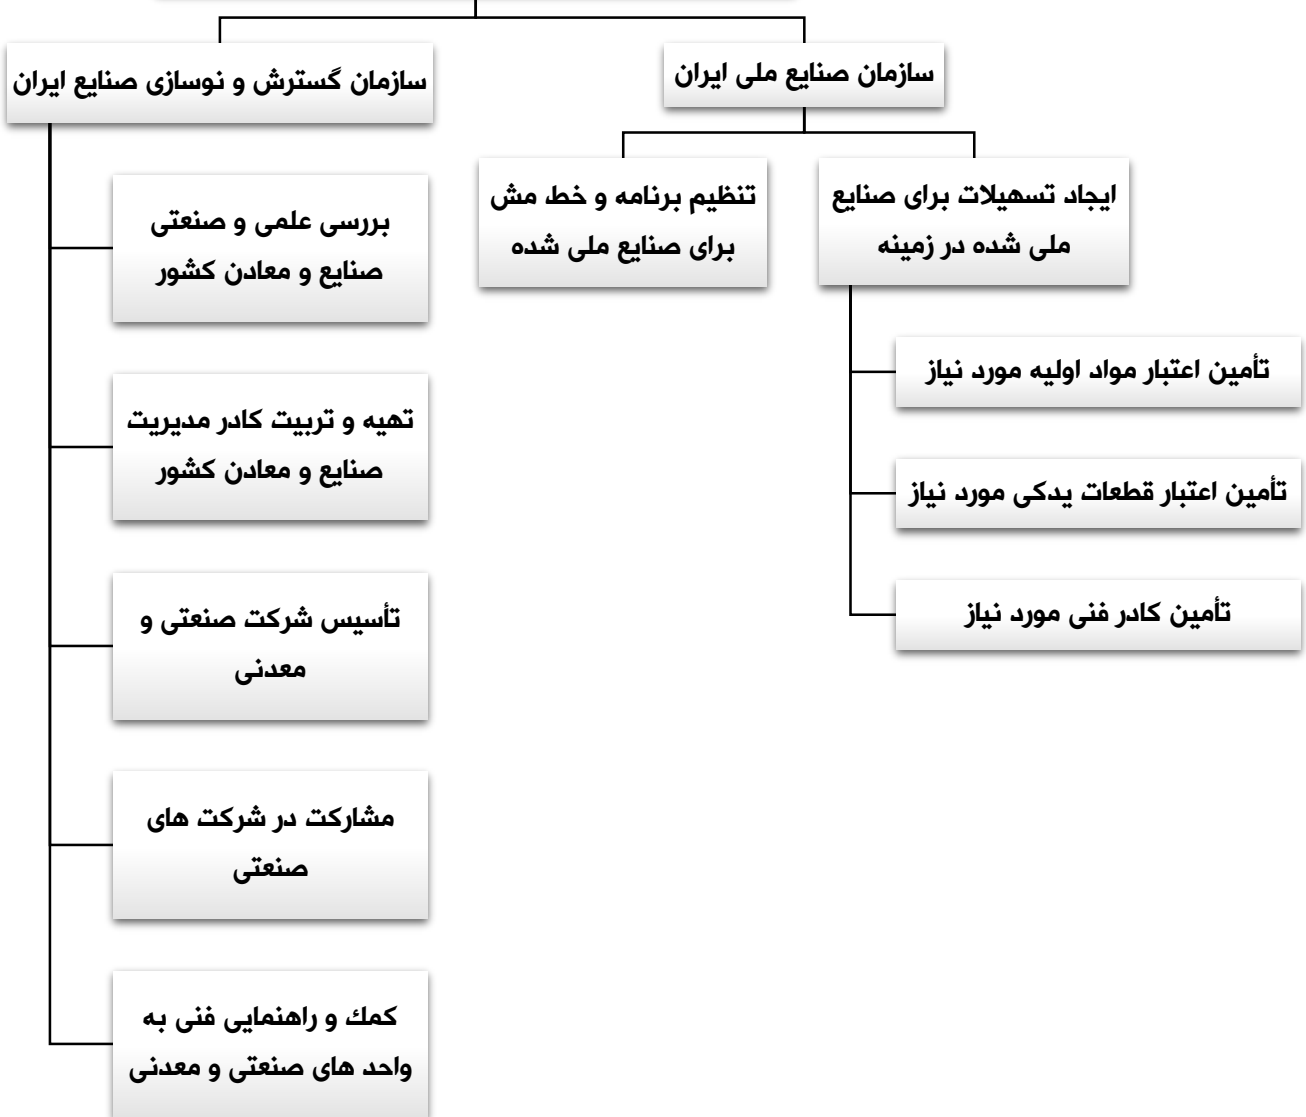 سازمان صنایع ملی ایران
ایجاد تسهیلات برای صنایع
ملی شده در زمینه
تأمین اعتبار مواد اولیه مورد نیاز
تأمین اعتبار قطعات یدکی مورد نیاز
تأمین کادر فنی مورد نیاز
تنظیم برنامه و خط مش
برای صنایع ملی شده
سازمان گسترش و نوسازی صنایع ایران
بررسی علمی و صنعتی
صنایع و معادن کشور
تهیه و تربیت کادر مدیریت
صنایع و معادن کشور
تأسیس شرکت صنعتی و
معدنی
مشارکت در شرکت های
صنعتی
کمك و راهنمایی فنی به
واحد های صنعتی و معدنی